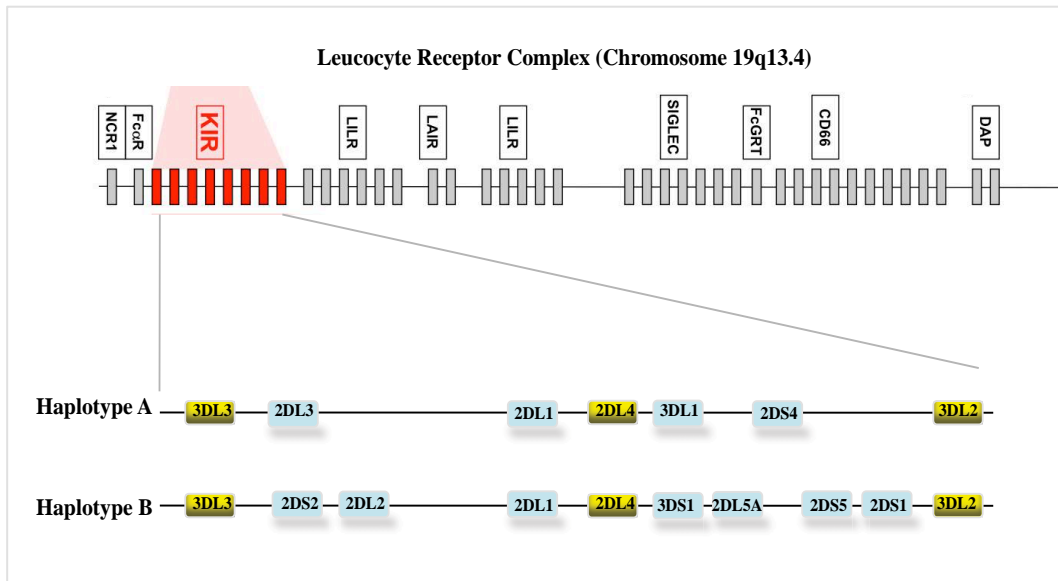 Leucocyte Receptor Complex (Chromosome 19q13.4)
NCR1
FcαR
KIR
LILR
LAIR
LILR
SIGLEC
FcGRT
CD66
DAP
Haplotype A
3DL3 2DL3 2DL1 2DL4 3DL1 2DS4 3DL2
Haplotype B
3DL3 2DS2 2DL2 2DL1 2DL4 3DS1 2DL5A 2DS5 2DS1 3DL2